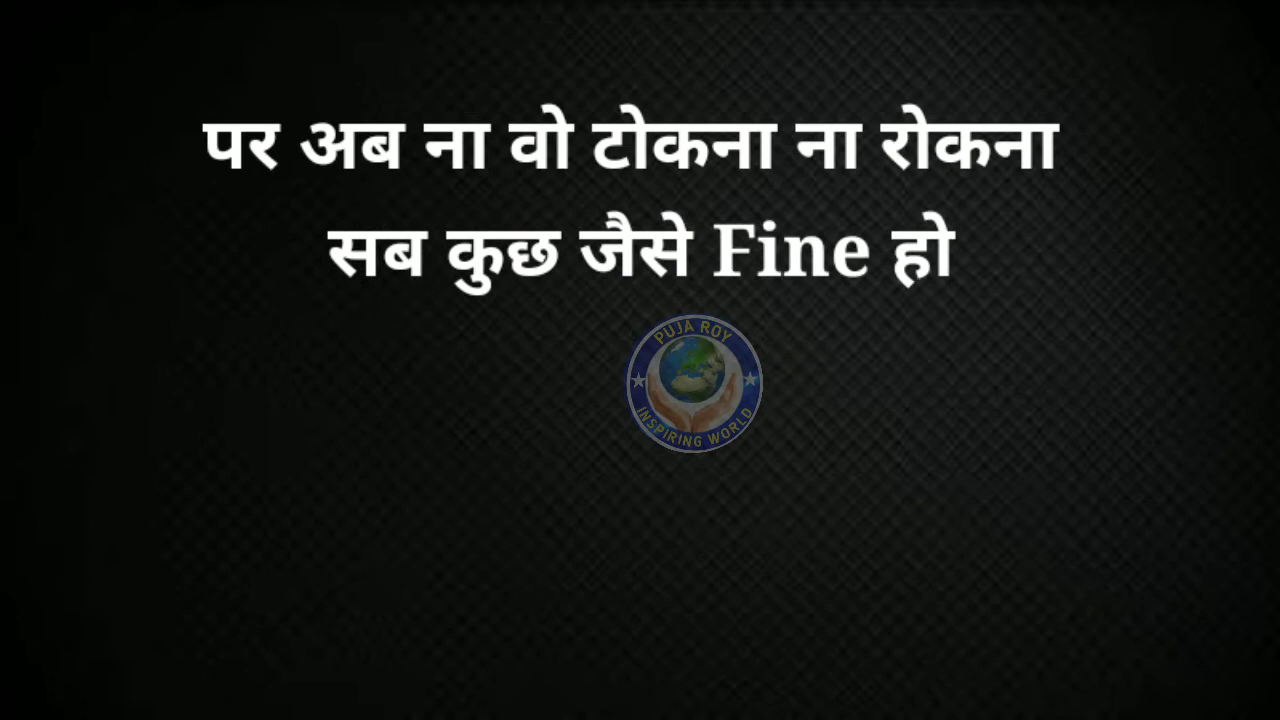 पर अब ना वो टोकना ना रोकना
सब कुछ जैसे Fine हो
PUJA ROY
INSPIRING WORLD